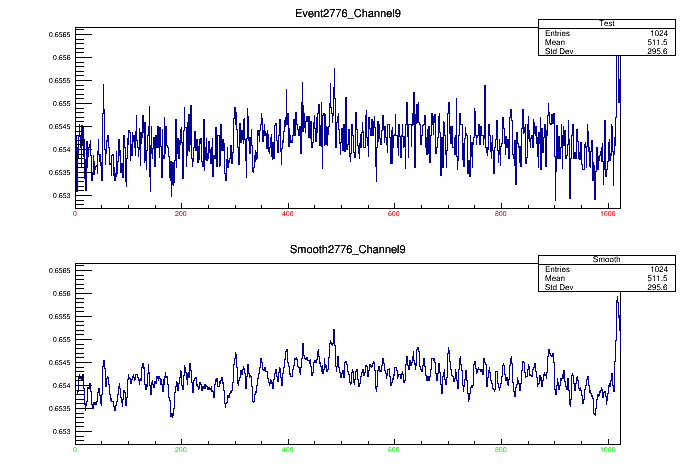 Event2776_Channel9
Test
Entries 1024
Mean 511.5
Std Dev 295.6
0.6565
0.656
0.6555
0.655
0.6545
0.654
0.6535
0.653
0 200 400 600 800 1000
Smooth2776_Channel9
Smooth
Entries 1024
Mean 511.5
Std Dev 295.6
0.6565
0.656
0.6555
0.655
0.6545
0.654
0.6535
0.653
0 200 400 600 800 1000